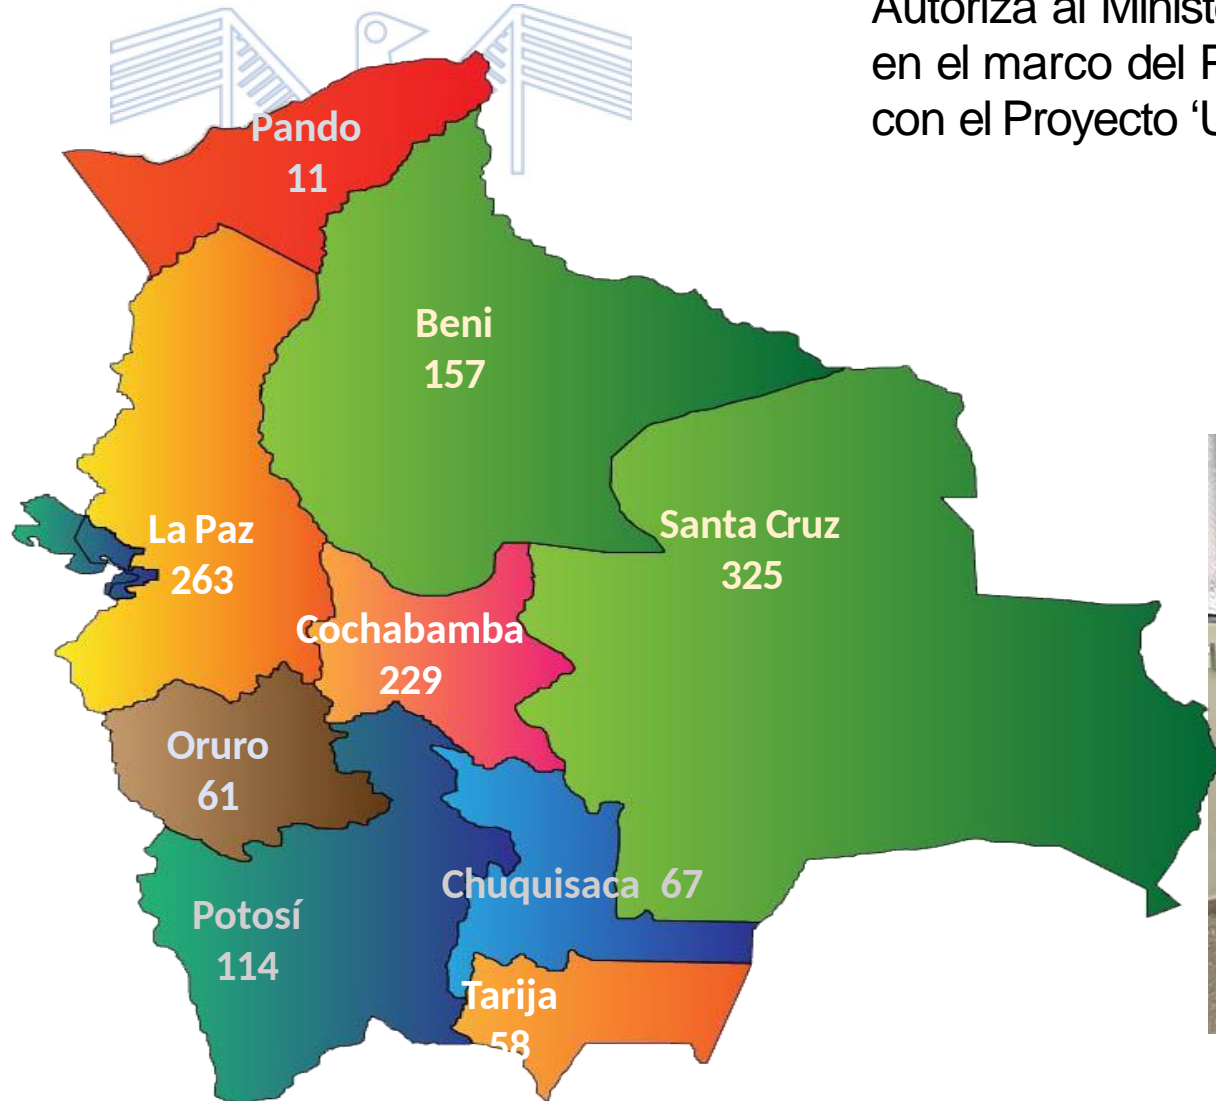 Autoriza al Minist
en el marco del P
con el Proyecto ‘U
Pando
11
Beni
157
La Paz
263
Santa Cruz
325
Cochabamba
229
Oruro
61
Chuquisaca 67
Potosí
114
Tarija
58